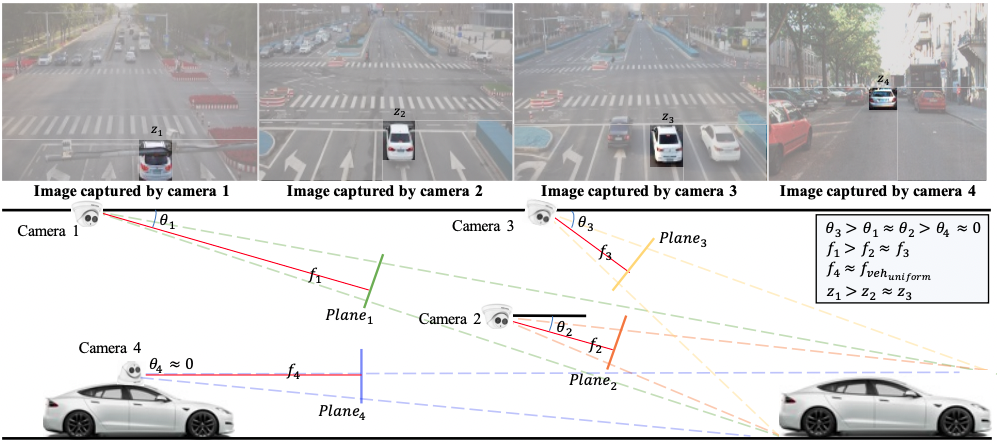 z₁
z₂
z₃
z₄
Image captured by camera 1
Image captured by camera 2
Image captured by camera 3
Image captured by camera 4
Camera 1
θ₁
f₁
Plane₁
Camera 3
θ₃
f₃
Plane₃
θ₃ > θ₁ ≈ θ₂ > θ₄ ≈ 0
f₁ > f₂ ≈ f₃
f₄ ≈ f_veh_uniform
z₁ > z₂ ≈ z₃
Camera 2
θ₂
f₂
Plane₂
Camera 4
θ₄ ≈ 0
f₄
Plane₄